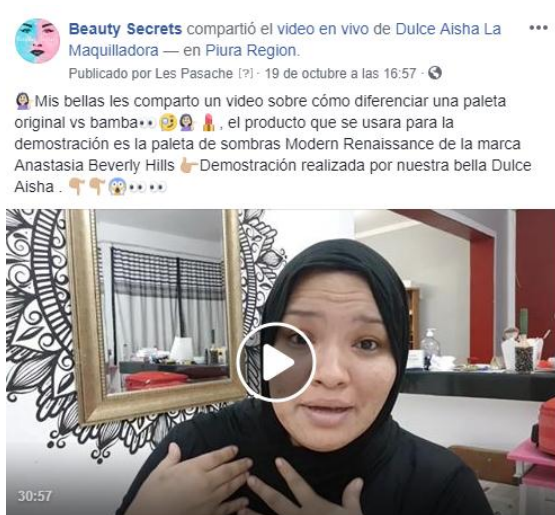 Beauty Secrets compartió el video en vivo de Dulce Aisha La
Maquilladora — en Piura Region.
Publicado por Les Pasache [?] · 19 de octubre a las 16:57 ·
🤷🏻‍♀️Mis bellas les comparto un video sobre cómo diferenciar una paleta
original vs bamba👀🧐🤷🏻‍♀️💄, el producto que se usara para la
demostración es la paleta de sombras Modern Renaissance de la marca
Anastasia Beverly Hills 👉🏼Demostración realizada por nuestra bella Dulce
Aisha . 👇🏼👇🏼😱👀👀
30:57